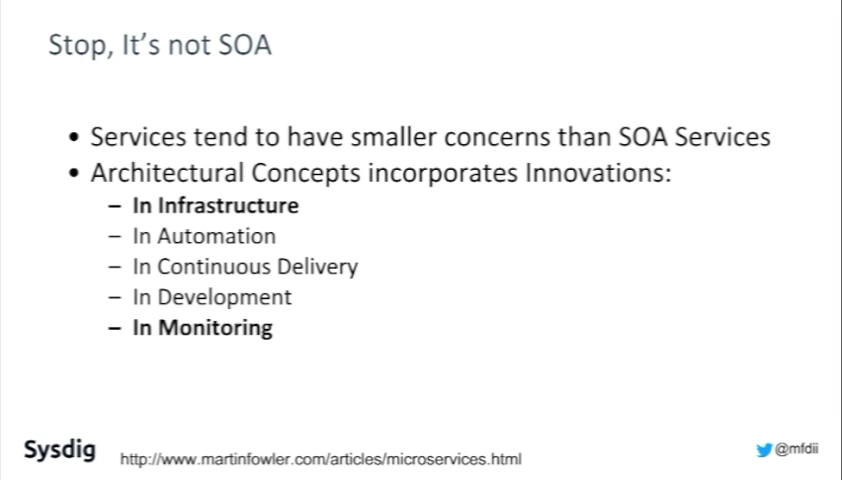 Stop, It's not SOA
• Services tend to have smaller concerns than SOA Services
• Architectural Concepts incorporates Innovations:
– In Infrastructure
– In Automation
– In Continuous Delivery
– In Development
– In Monitoring
Sysdig
http://www.martinfowler.com/articles/microservices.html
@mfdii